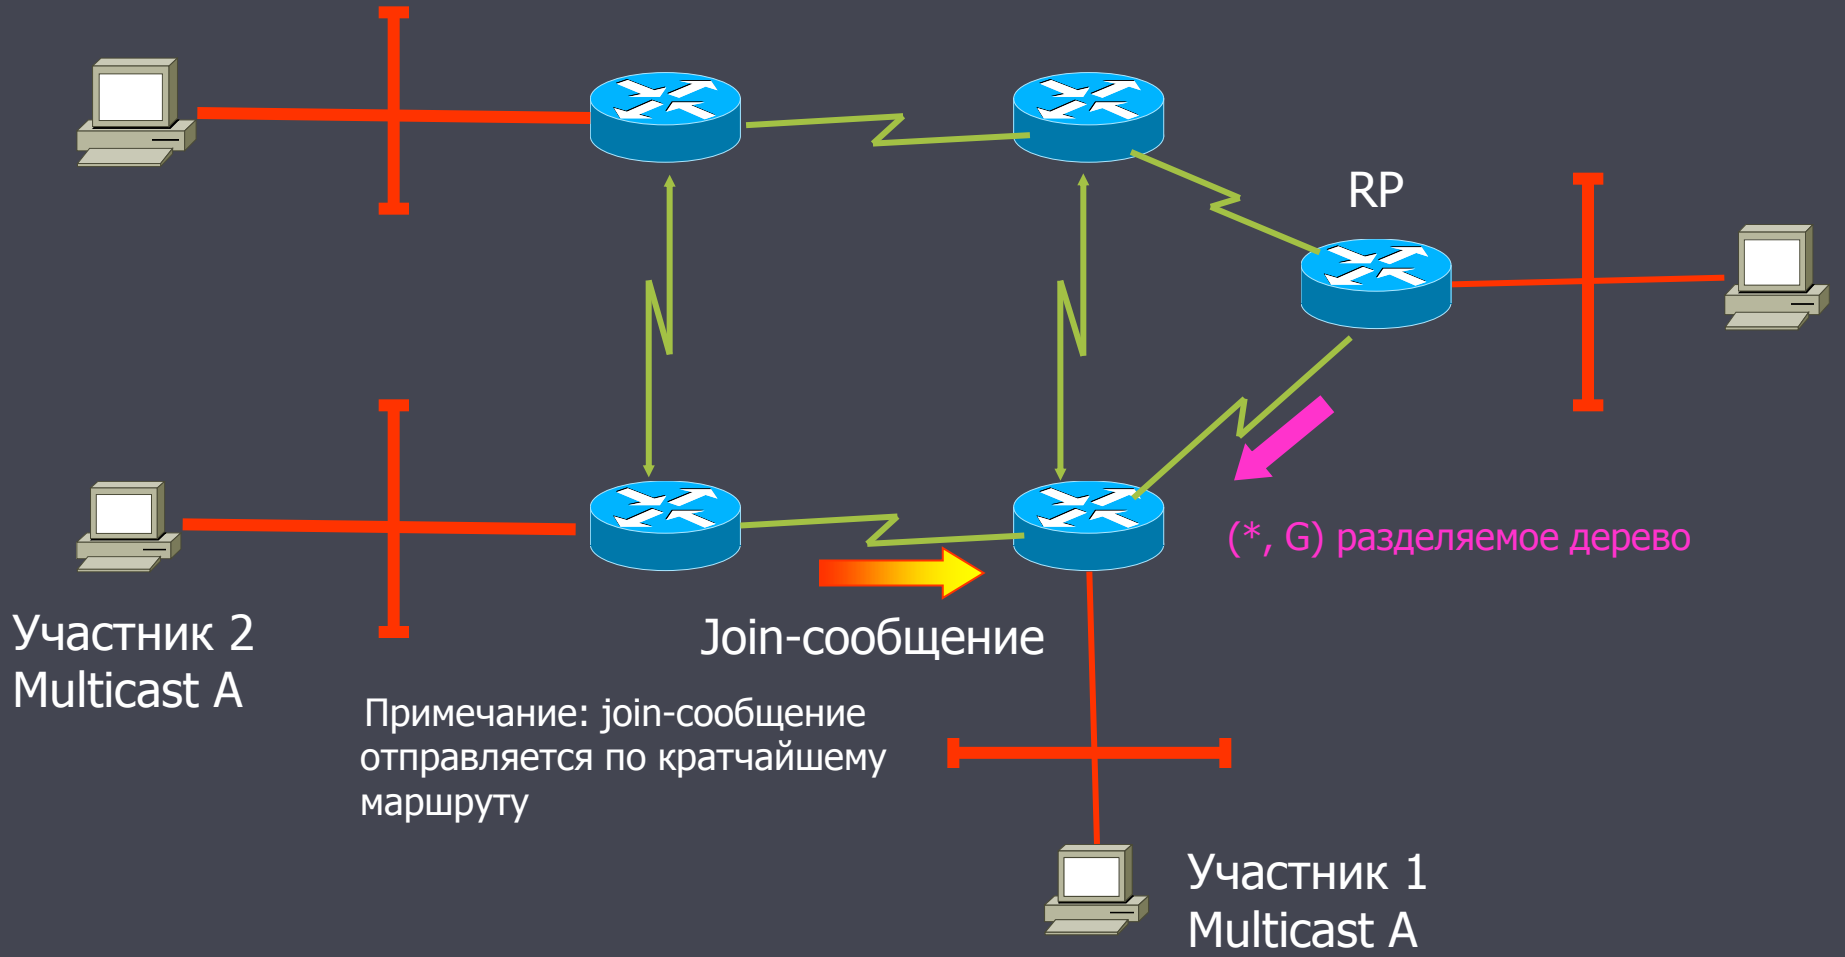 RP
(*, G) разделяемое дерево
Участник 2
Multicast A
Join-сообщение
Примечание: join-сообщение
отправляется по кратчайшему
маршруту
Участник 1
Multicast A